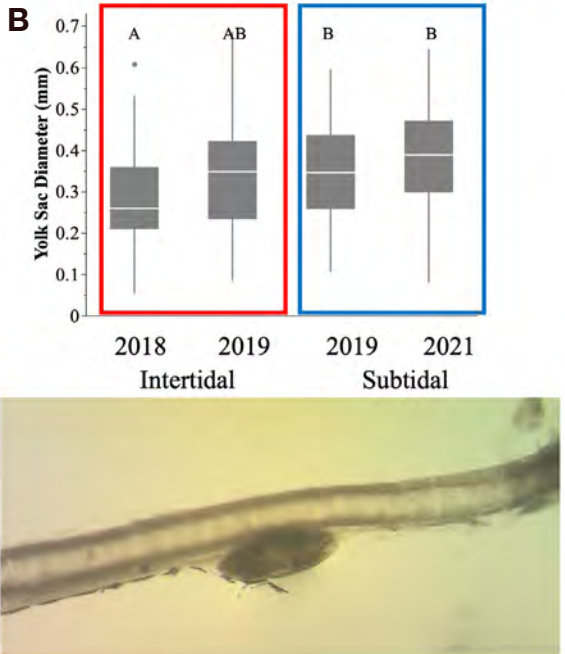 B
Yolk Sac Diameter (mm)
0.7
0.6
0.5
0.4
0.3
0.2
0.1
0
A
AB
B
B
2018
2019
2019
2021
Intertidal
Subtidal